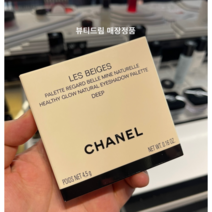 뷰티드림 매장정품
LES BEIGES
PALETTE REGARD BELLE MINE NATURELLE
HEALTHY GLOW NATURAL EYESHADOW PALETTE
DEEP
CHANEL
POIDS NET 4,5 g
NET WT. 0.16 OZ.